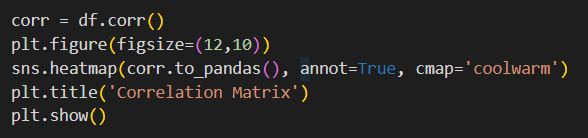 corr = df.corr()
plt.figure(figsize=(12,10))
sns.heatmap(corr.to_pandas(), annot=True, cmap='coolwarm')
plt.title('Correlation Matrix')
plt.show()